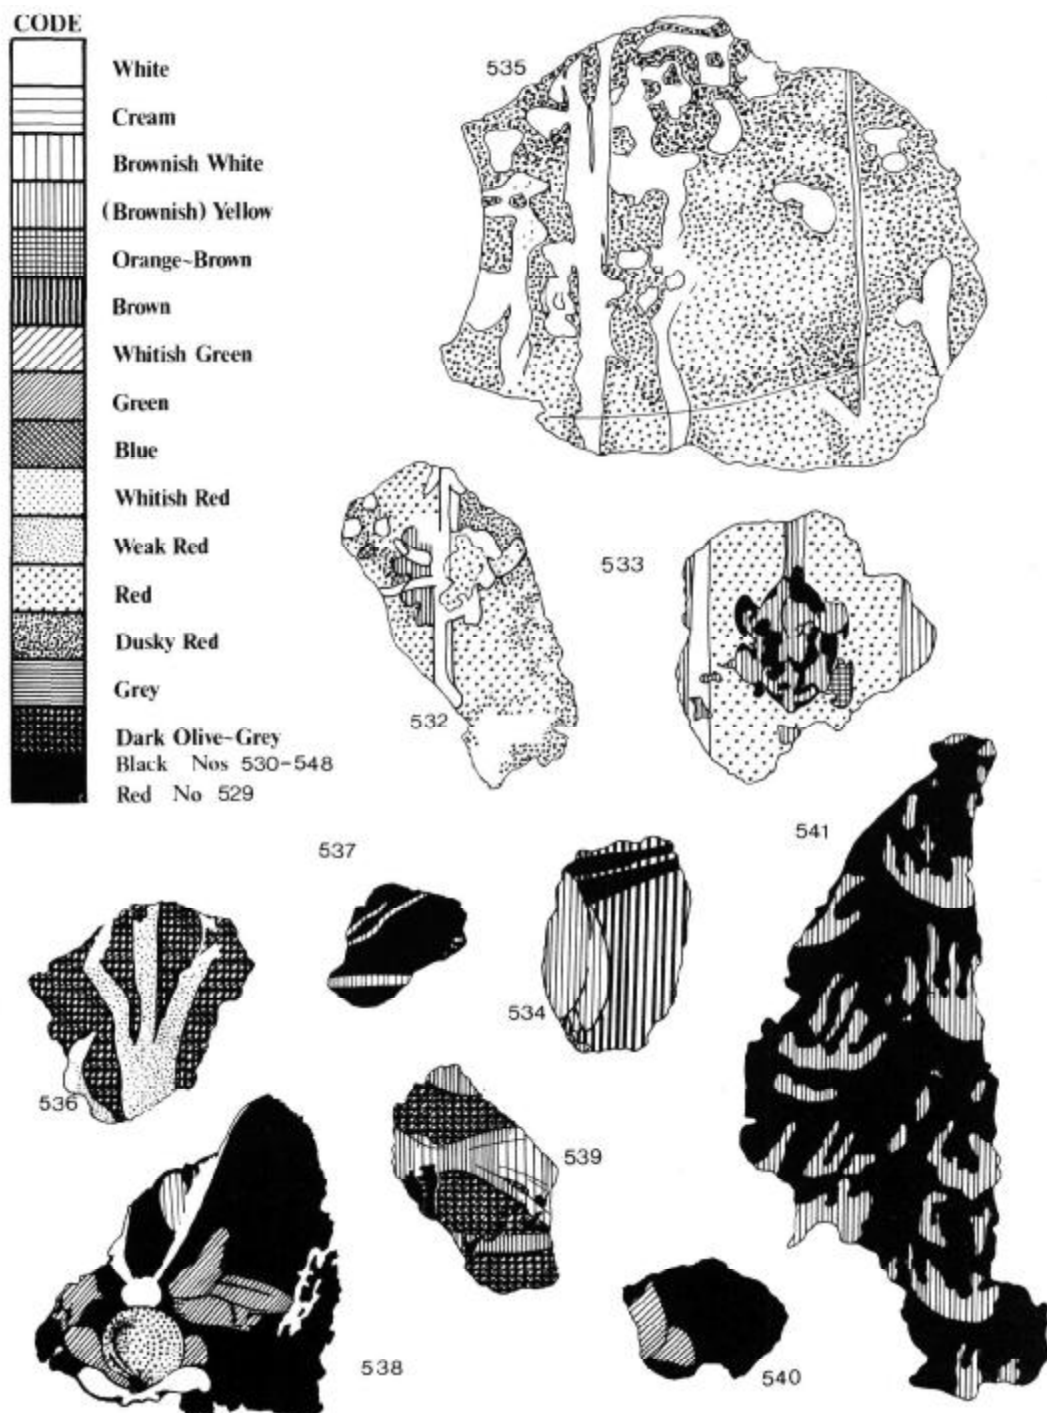 CODE
White
Cream
Brownish White
(Brownish) Yellow
Orange~Brown
Brown
Whitish Green
Green
Blue
Whitish Red
Weak Red
Red
Dusky Red
Grey
Dark Olive~Grey
Black Nos 530-548
Red No 529
535
533
532
541
537
534
536
539
538
540